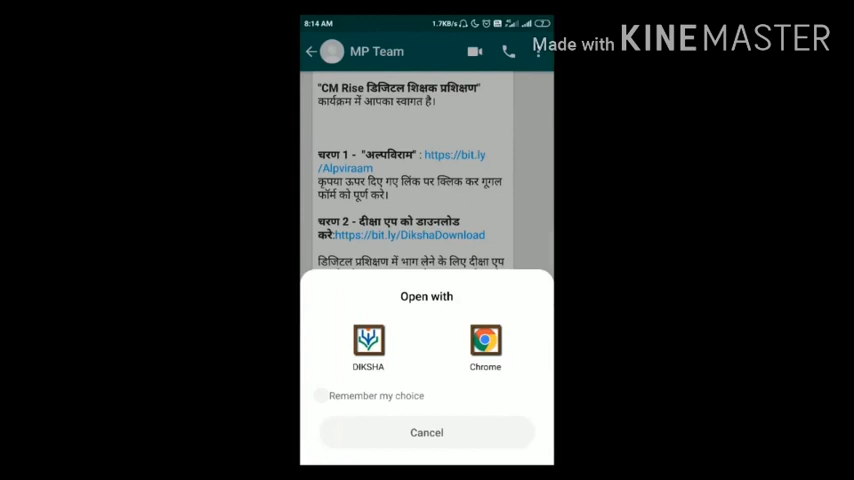 8:14 AM
1.7KB/s
MP Team
Made with KINEMASTER
"CM Rise डिजिटल शिक्षक प्रशिक्षण"
कार्यक्रम में आपका स्वागत है।
चरण 1 - "अल्पविराम" : https://bit.ly
/Alpviraam
कृपया ऊपर दिए गए लिंक पर क्लिक कर गूगल
फॉर्म को पूर्ण करे।
चरण 2 - दीक्षा एप को डाउनलोड
करे:https://bit.ly/DikshaDownload
डिजिटल प्रशिक्षण में भाग लेने के लिए दीक्षा एप
Open with
DIKSHA
Chrome
Remember my choice
Cancel